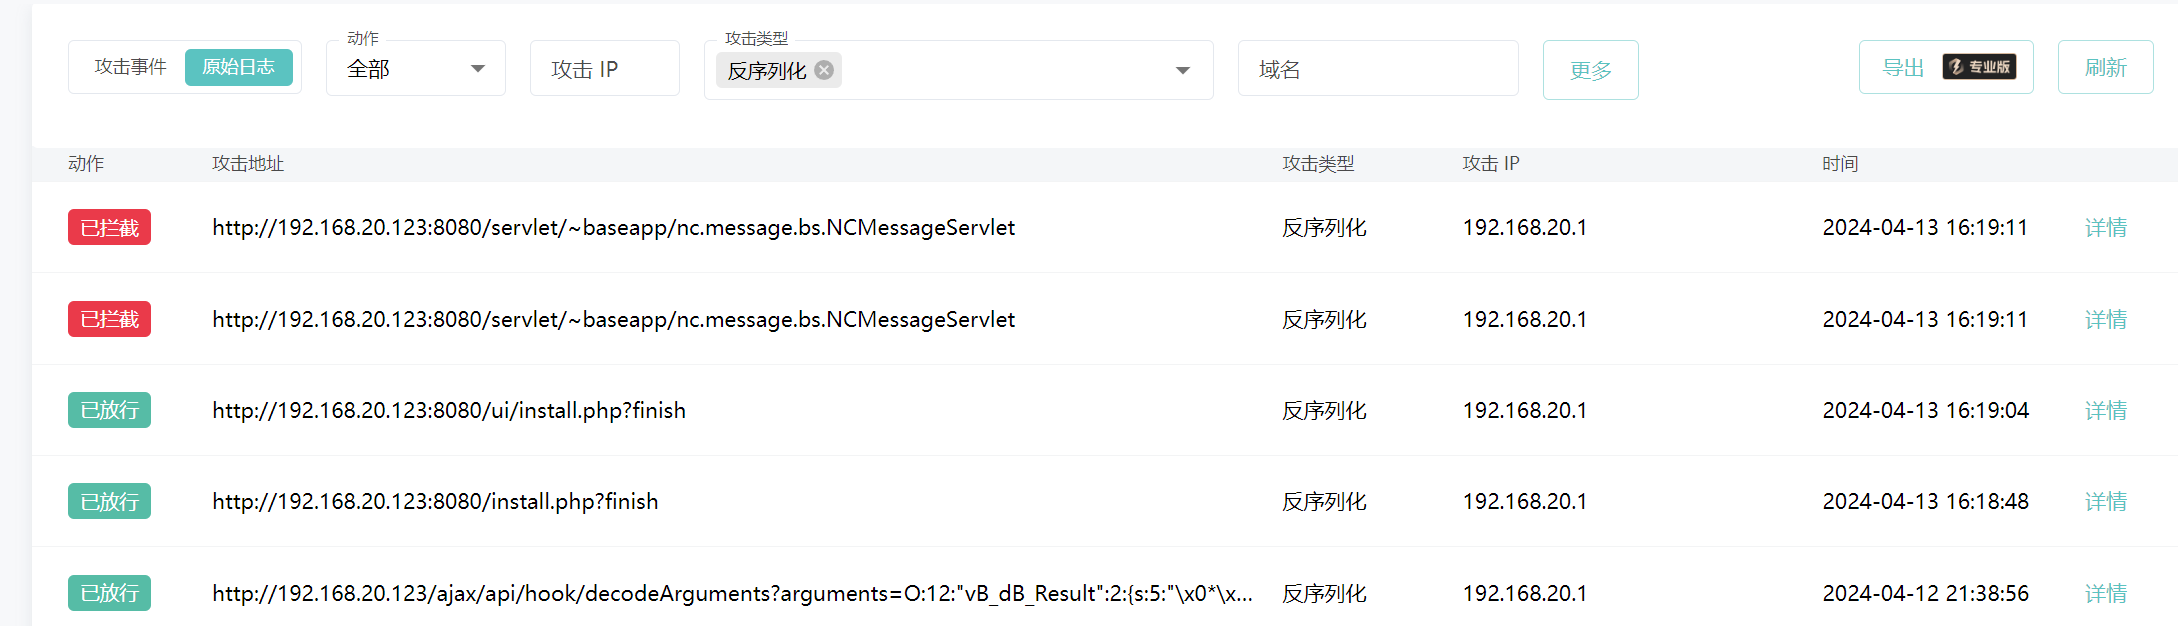 攻击事件 原始日志 动作 全部 攻击 IP 攻击类型 反序列化 域名 更多 导出 专业版 刷新
动作 攻击地址 攻击类型 攻击 IP 时间
已拦截 http://192.168.20.123:8080/servlet/~baseapp/nc.message.bs.NCMessageServlet 反序列化 192.168.20.1 2024-04-13 16:19:11 详情
已拦截 http://192.168.20.123:8080/servlet/~baseapp/nc.message.bs.NCMessageServlet 反序列化 192.168.20.1 2024-04-13 16:19:11 详情
已放行 http://192.168.20.123:8080/ui/install.php?finish 反序列化 192.168.20.1 2024-04-13 16:19:04 详情
已放行 http://192.168.20.123:8080/install.php?finish 反序列化 192.168.20.1 2024-04-13 16:18:48 详情
已放行 http://192.168.20.123/ajax/api/hook/decodeArguments?arguments=O:12:"vB_dB_Result":2:{s:5:"\x0*\x... 反序列化 192.168.20.1 2024-04-12 21:38:56 详情